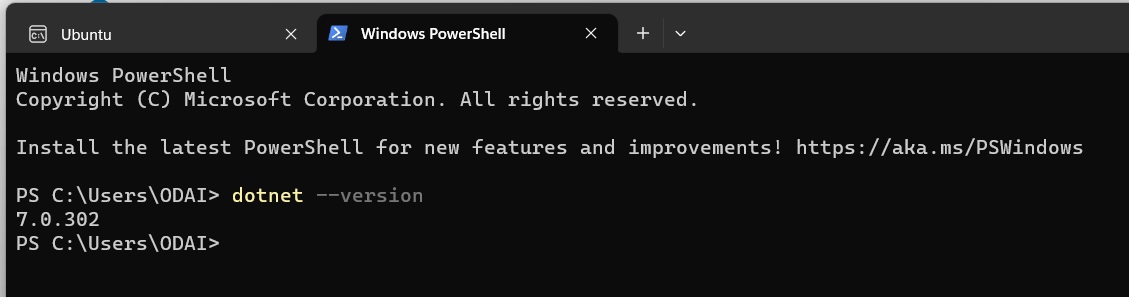 Ubuntu
Windows PowerShell
Windows PowerShell
Copyright (C) Microsoft Corporation. All rights reserved.
Install the latest PowerShell for new features and improvements! https://aka.ms/PSWindows
PS C:\Users\ODAI> dotnet --version
7.0.302
PS C:\Users\ODAI>